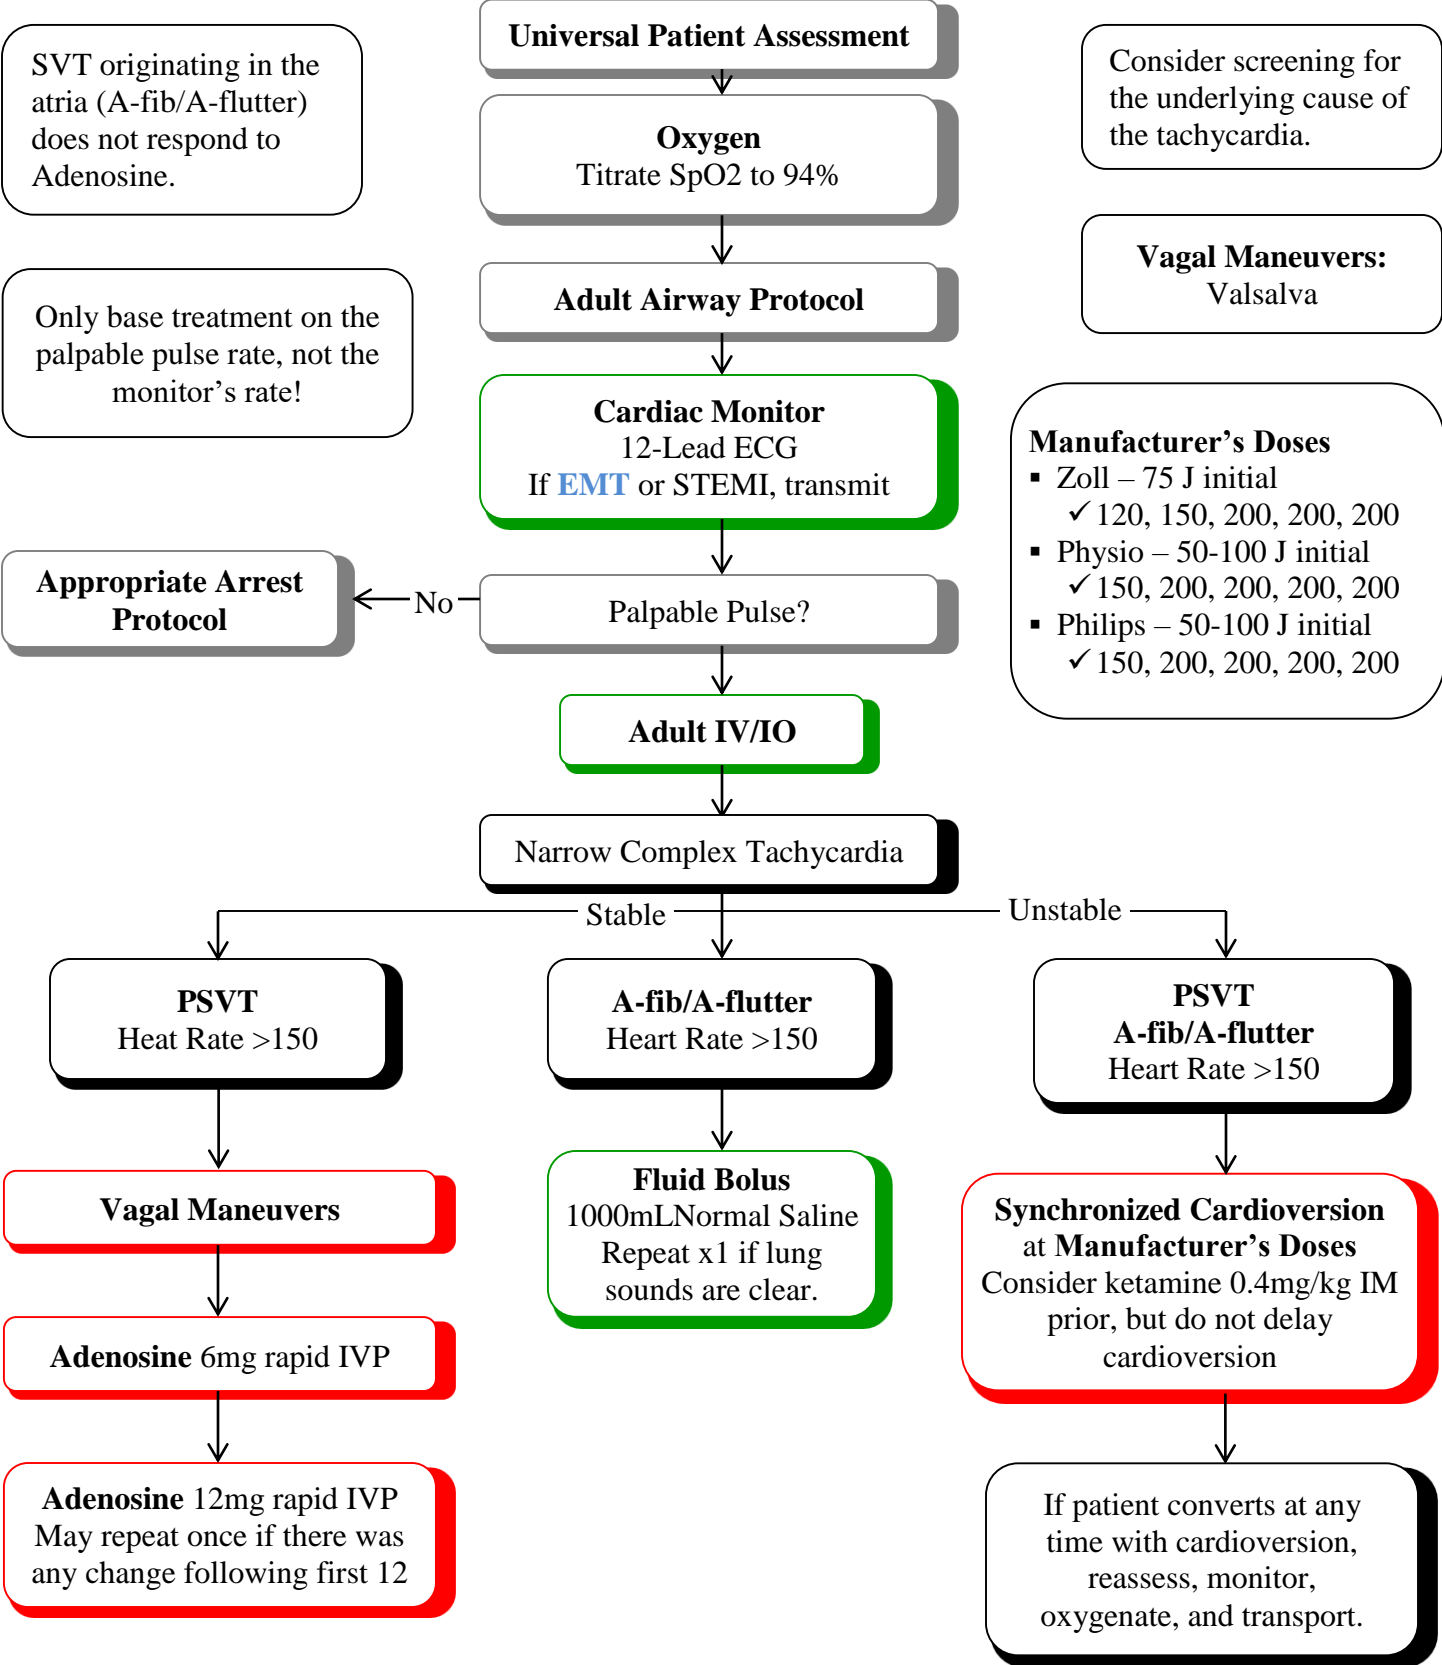 Universal Patient Assessment
SVT originating in the
atria (A-fib/A-flutter)
does not respond to
Adenosine.
Consider screening for
the underlying cause of
the tachycardia.
Oxygen
Titrate SpO2 to 94%
Vagal Maneuvers:
Valsalva
Adult Airway Protocol
Only base treatment on the
palpable pulse rate, not the
monitor’s rate!
Cardiac Monitor
12-Lead ECG
If EMT or STEMI, transmit
Manufacturer’s Doses
▪ Zoll – 75 J initial
✓120, 150, 200, 200, 200
▪ Physio – 50-100 J initial
✓150, 200, 200, 200, 200
▪ Philips – 50-100 J initial
✓150, 200, 200, 200, 200
Appropriate Arrest
Protocol
No
Palpable Pulse?
Adult IV/IO
Narrow Complex Tachycardia
Stable
Unstable
PSVT
Heat Rate >150
A-fib/A-flutter
Heart Rate >150
PSVT
A-fib/A-flutter
Heart Rate >150
Vagal Maneuvers
Fluid Bolus
1000mLNormal Saline
Repeat x1 if lung
sounds are clear.
Synchronized Cardioversion
at Manufacturer’s Doses
Consider ketamine 0.4mg/kg IM
prior, but do not delay
cardioversion
Adenosine 6mg rapid IVP
Adenosine 12mg rapid IVP
May repeat once if there was
any change following first 12
If patient converts at any
time with cardioversion,
reassess, monitor,
oxygenate, and transport.